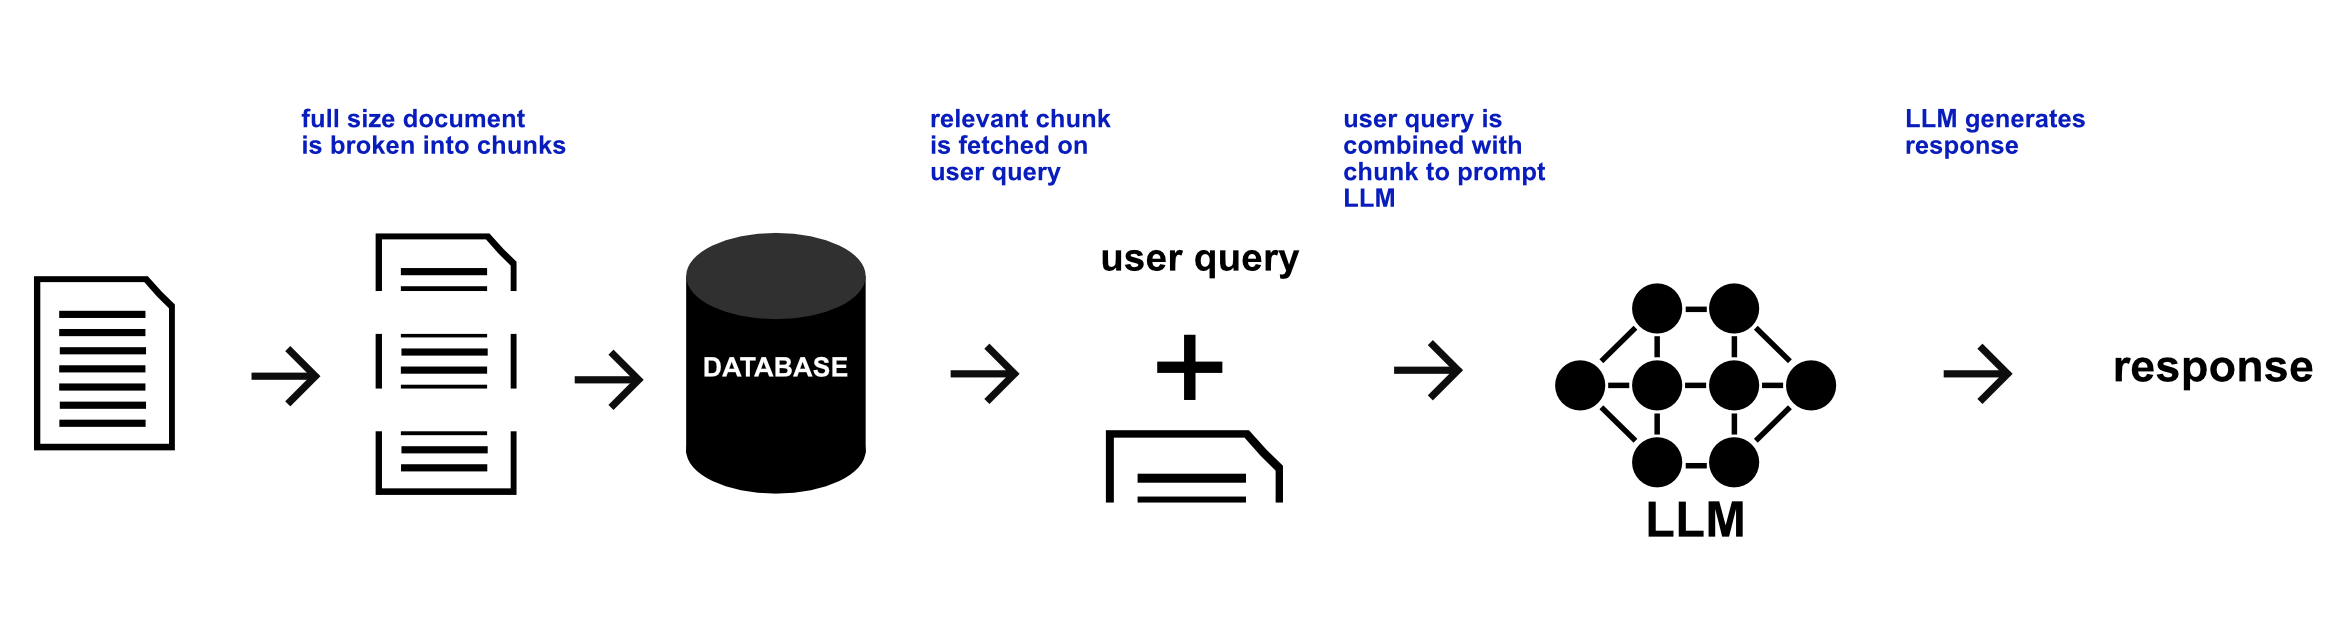 full size document
is broken into chunks
relevant chunk
is fetched on
user query
user query is
combined with
chunk to prompt
LLM
LLM generates
response
DATABASE
user query
+
LLM
response